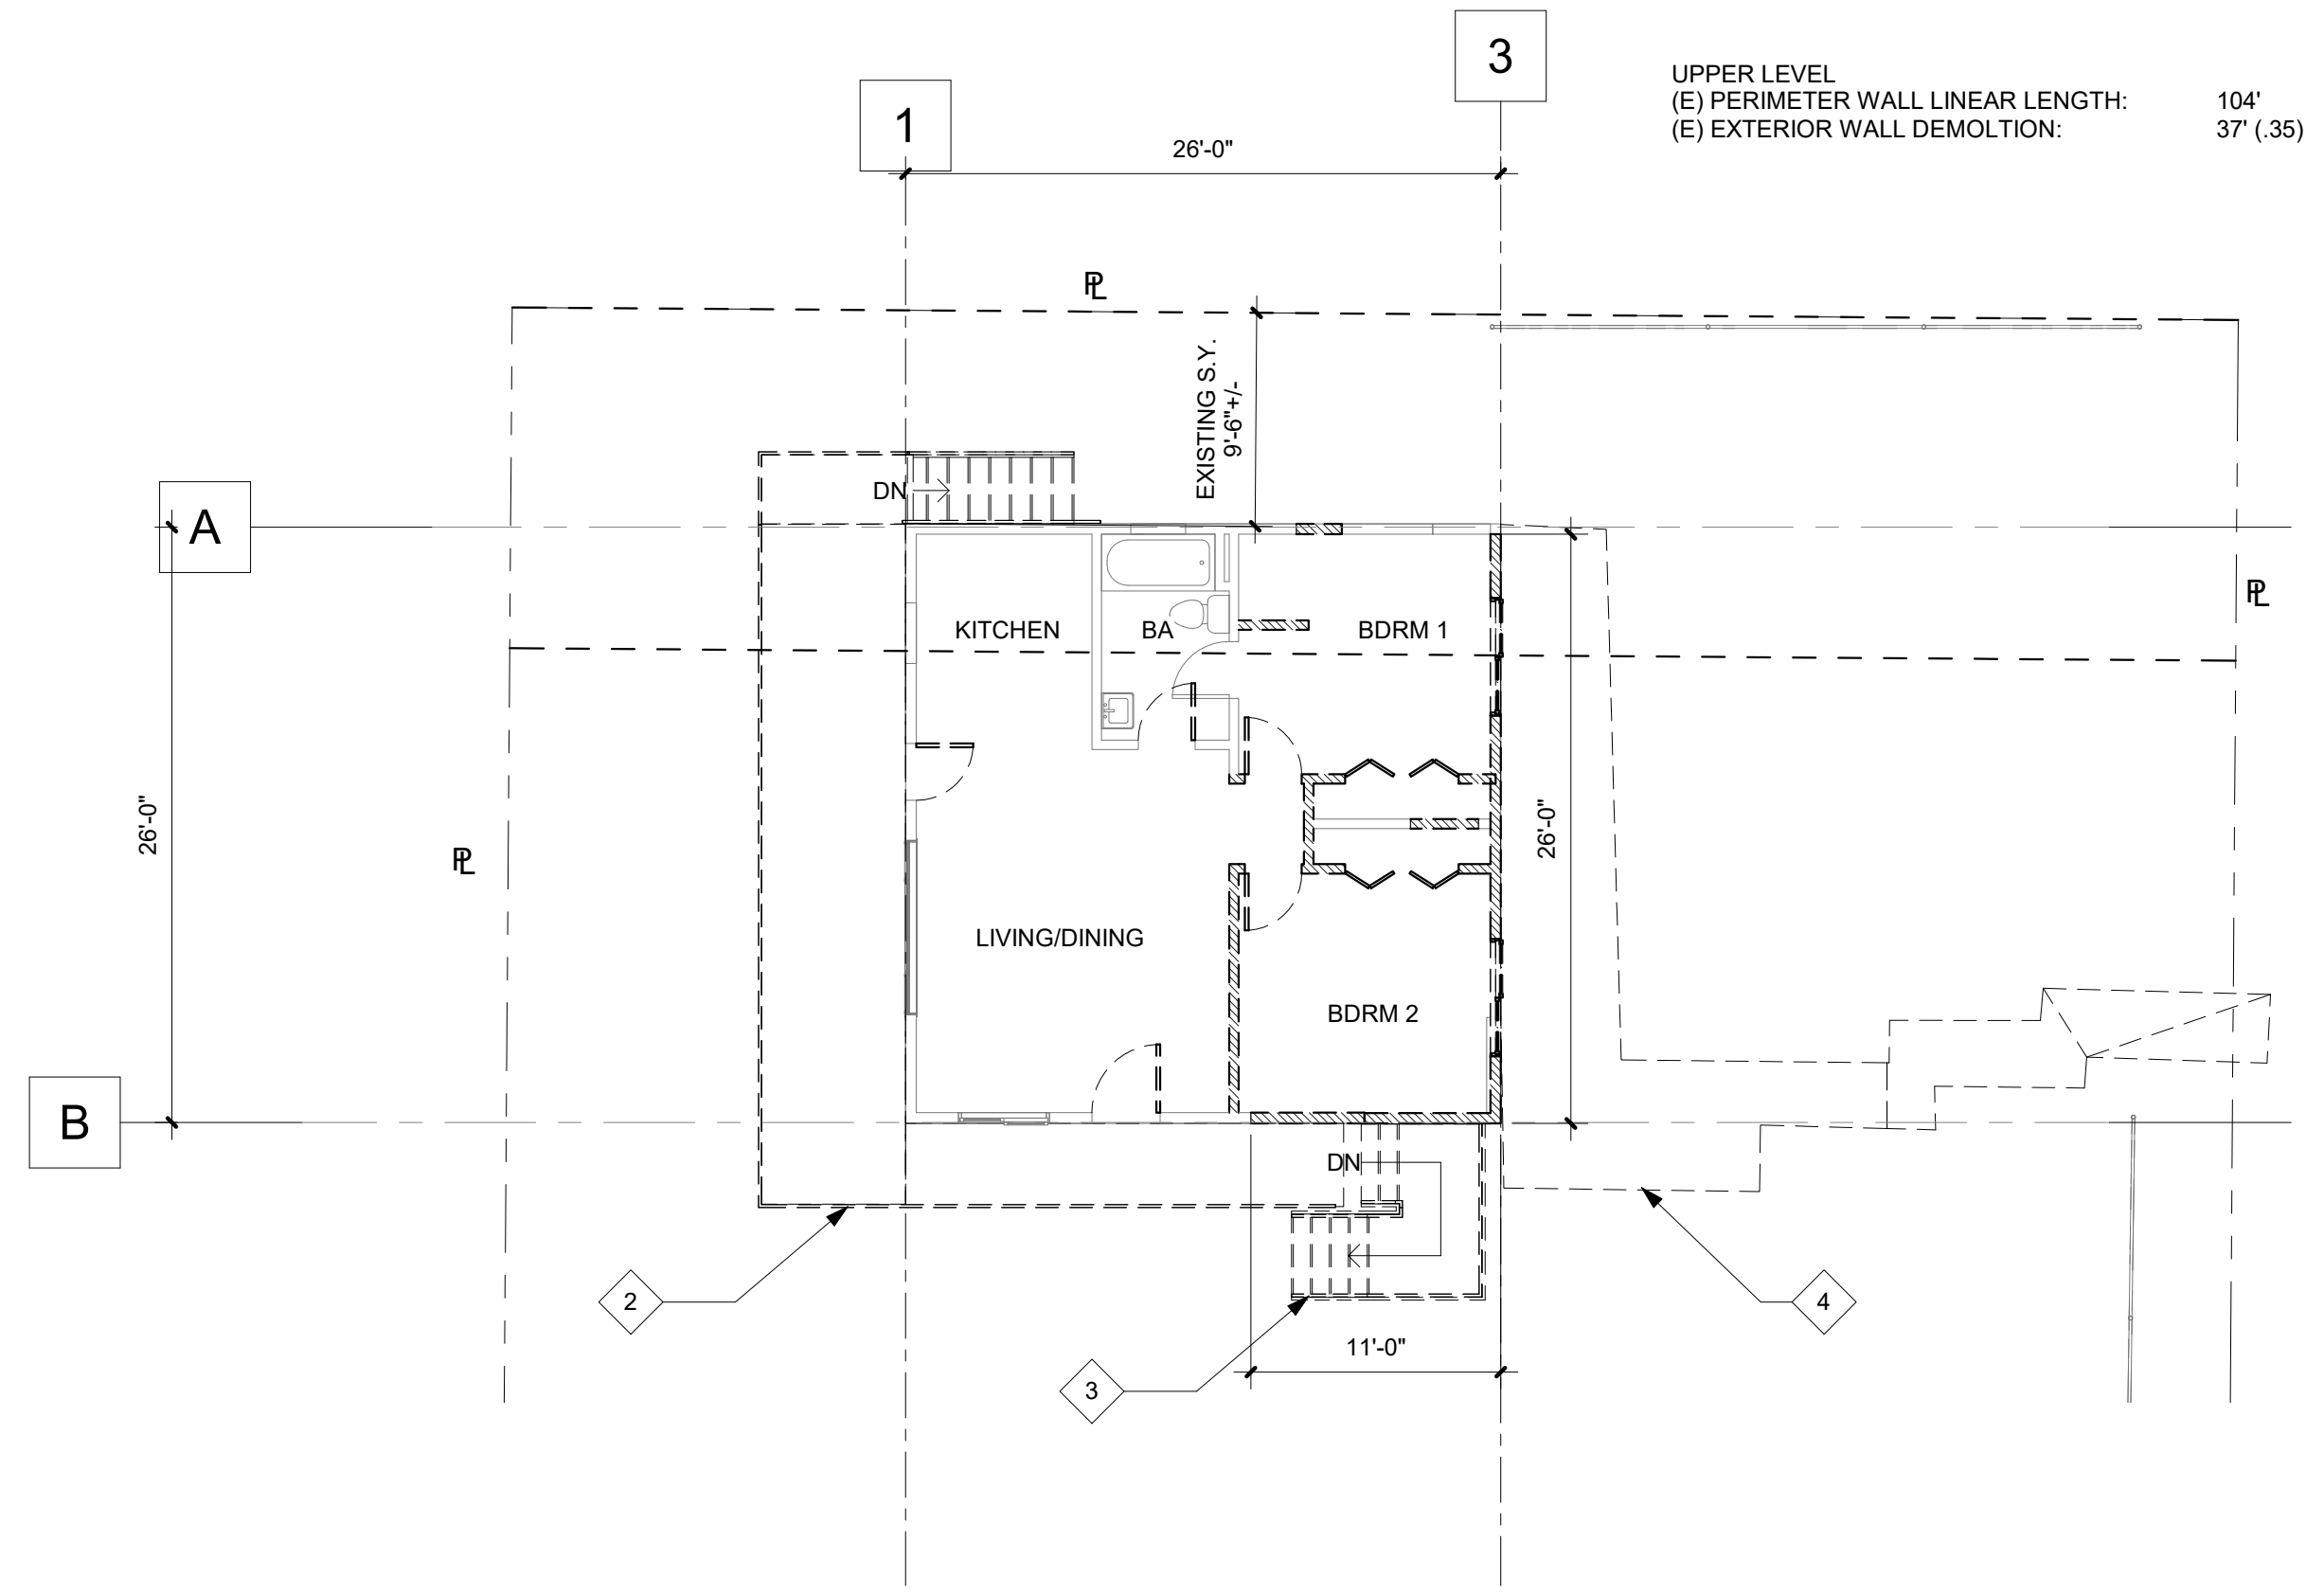 3
UPPER LEVEL
(E) PERIMETER WALL LINEAR LENGTH: 104'
(E) EXTERIOR WALL DEMOLTION: 37' (.35)
1
26'-0"
PL
EXISTING S.Y.
9'-6"+/-
DN
A
PL
KITCHEN
BA
BDRM 1
26'-0"
26'-0"
PL
LIVING/DINING
BDRM 2
B
DN
2
4
11'-0"
3